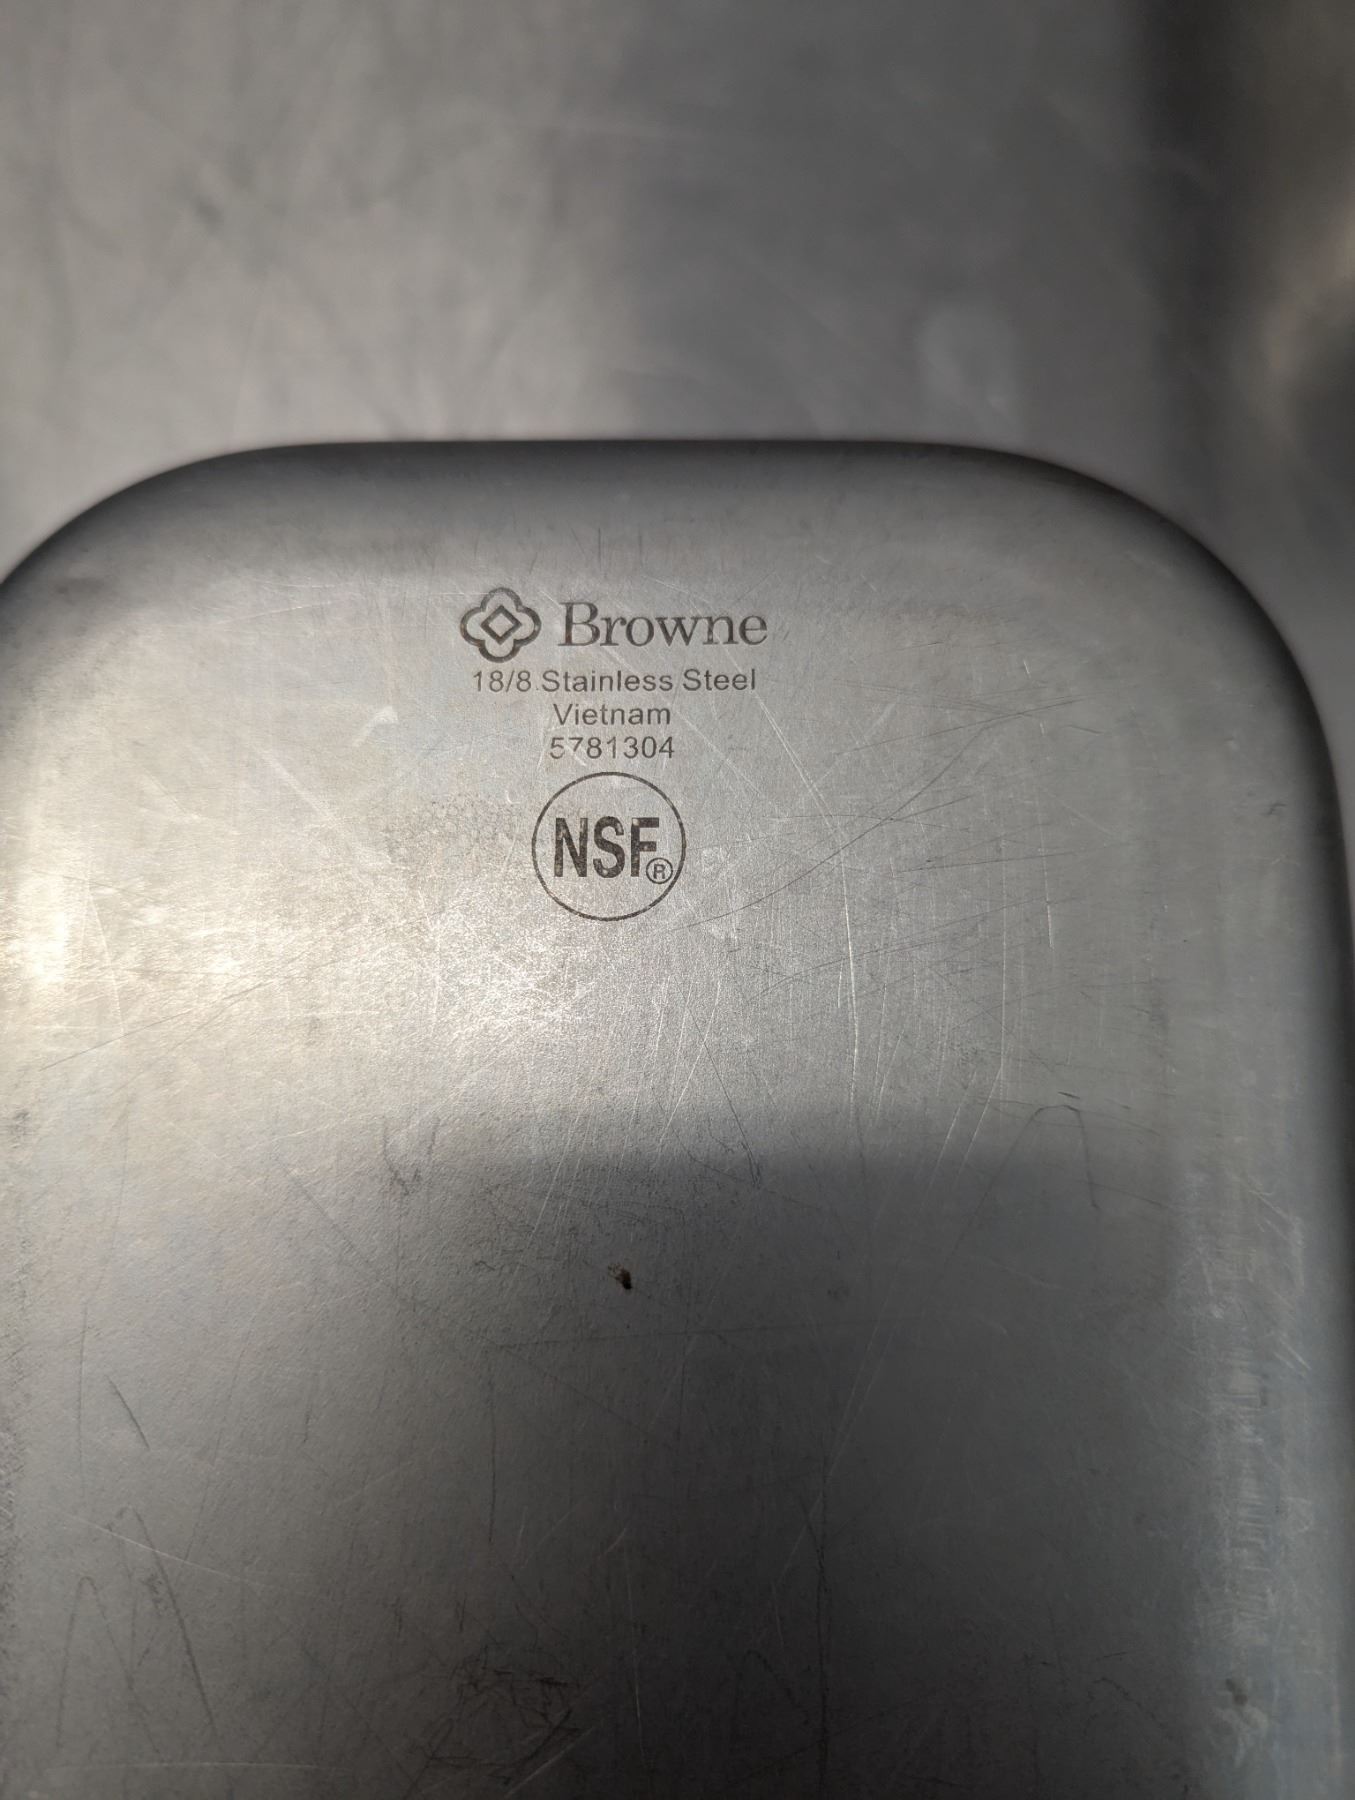 Browne
18/8 Stainless Steel
Vietnam
5781304
NSF®